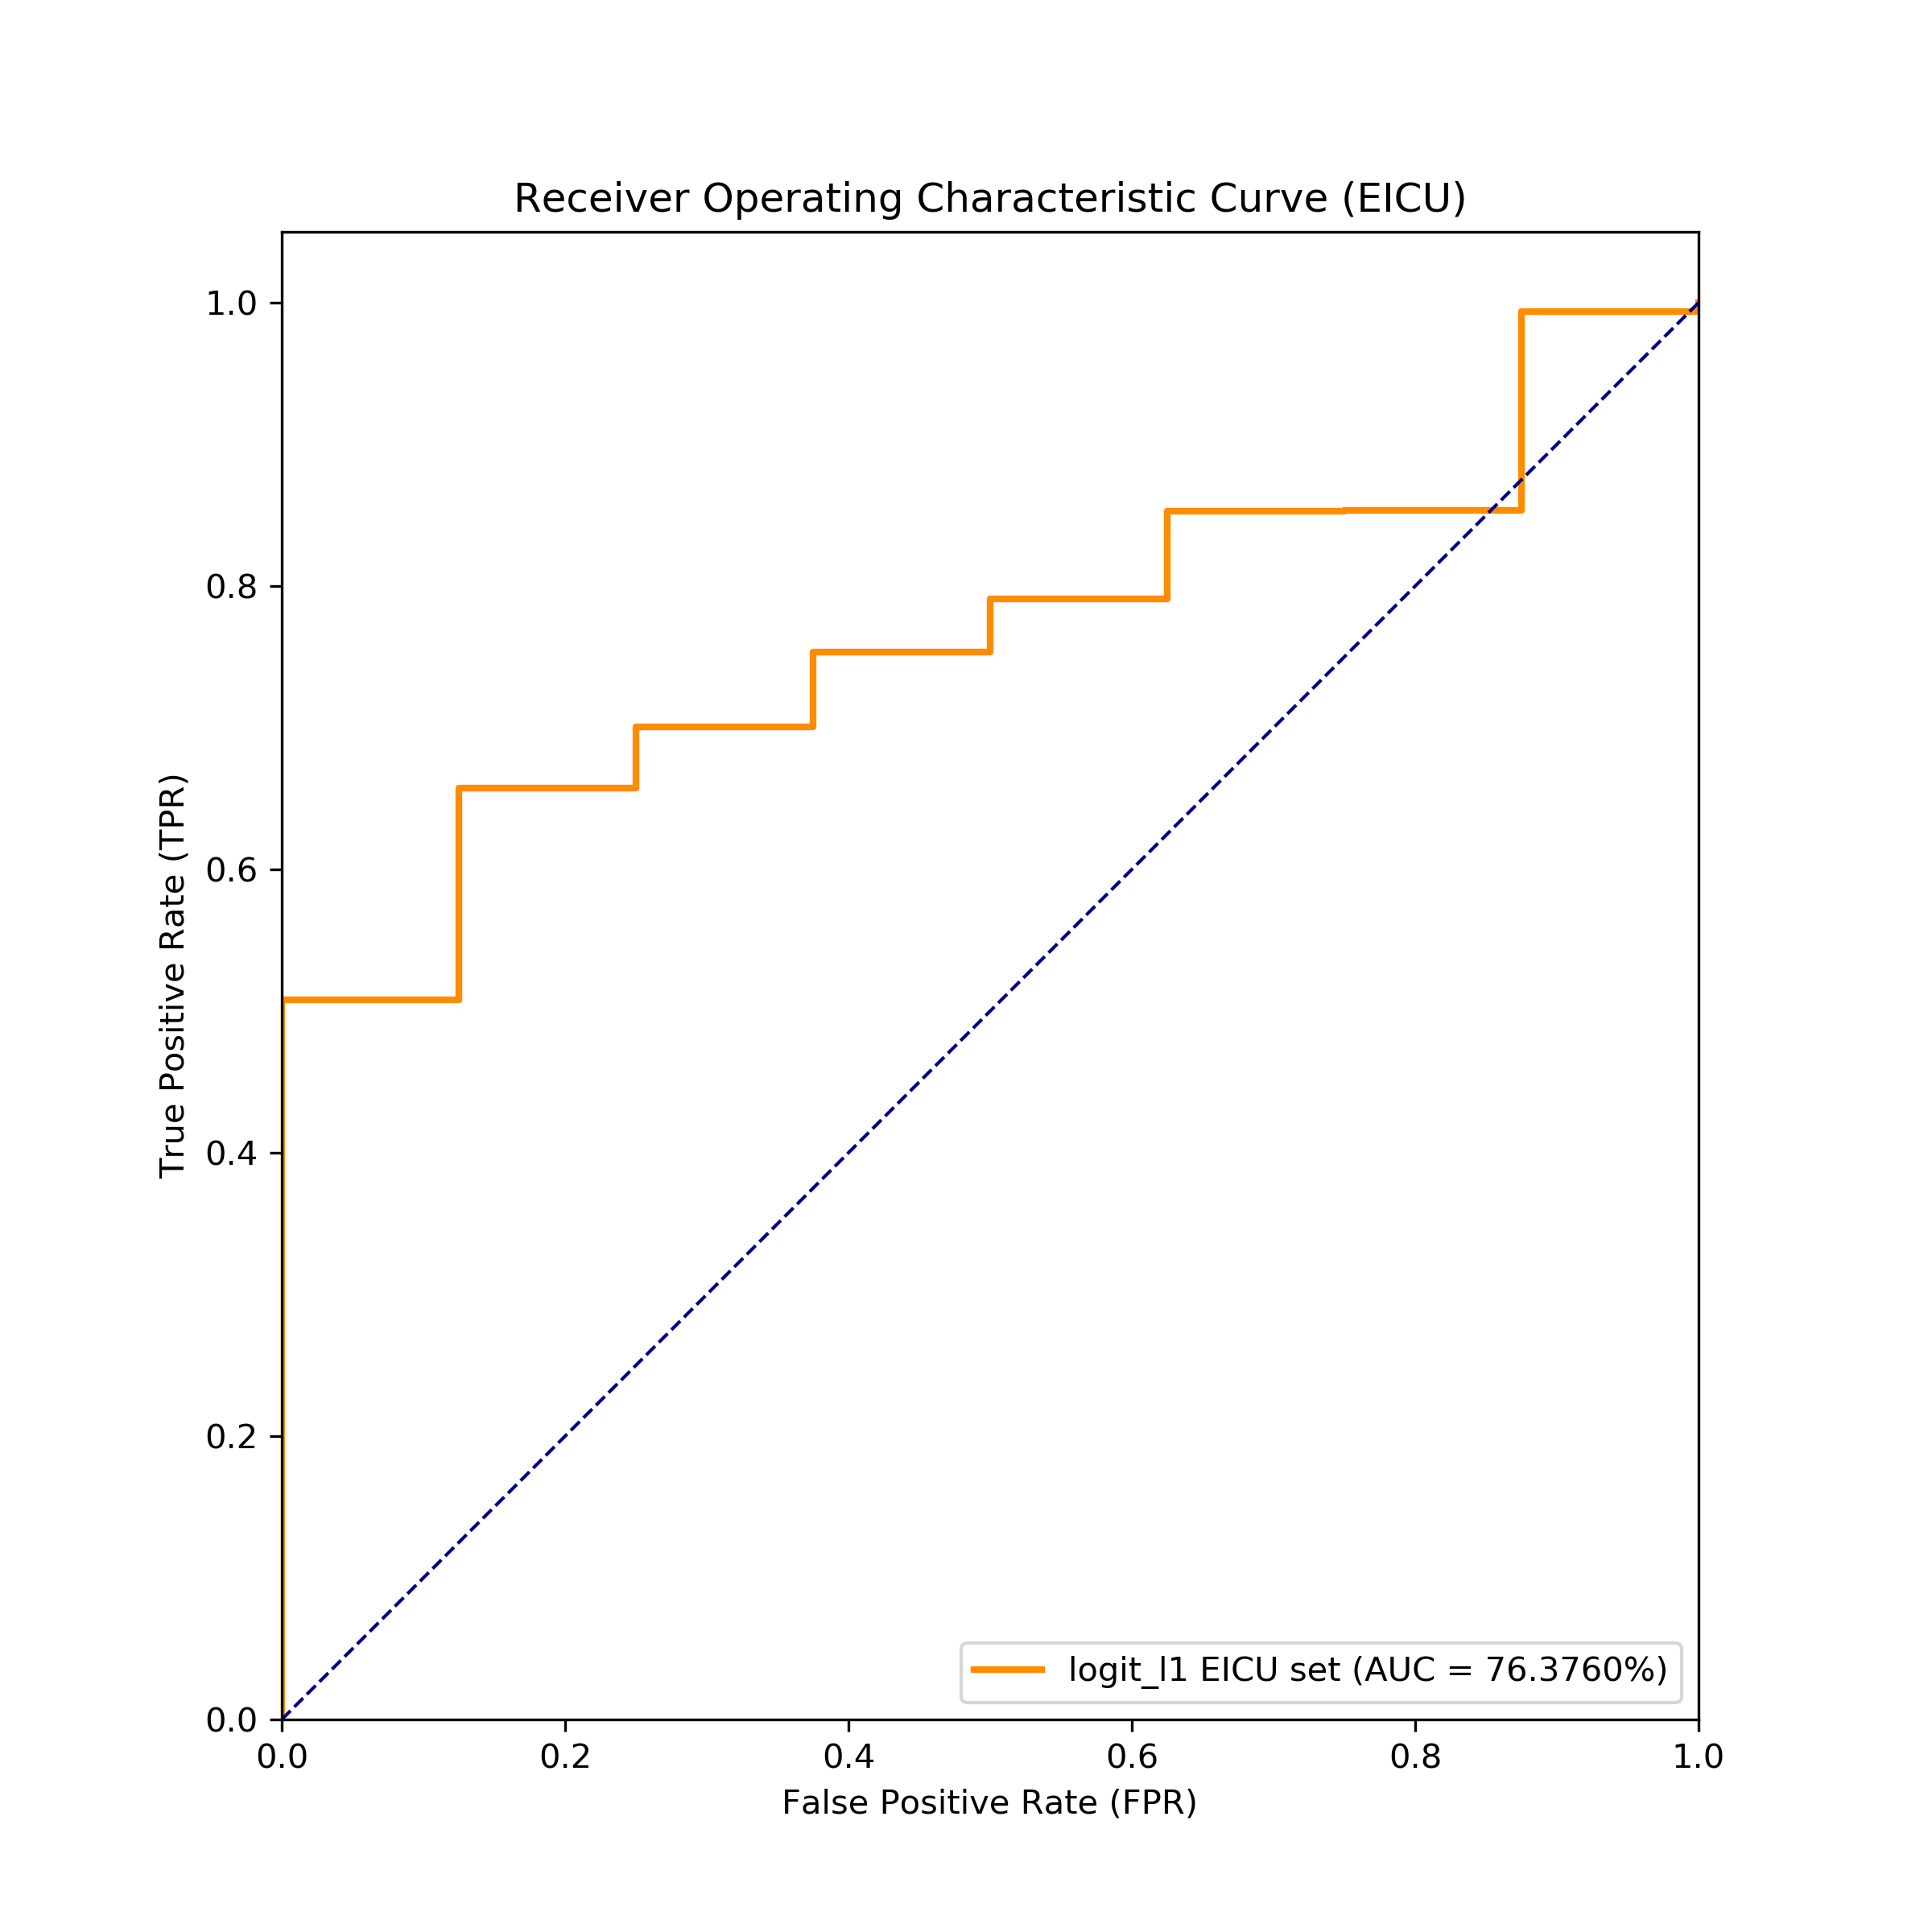 Receiver Operating Characteristic Curve (EICU)
True Positive Rate (TPR)
1.0
0.8
0.6
0.4
0.2
0.0
0.0 0.2 0.4 0.6 0.8 1.0
False Positive Rate (FPR)
logit_l1 EICU set (AUC = 76.3760%)